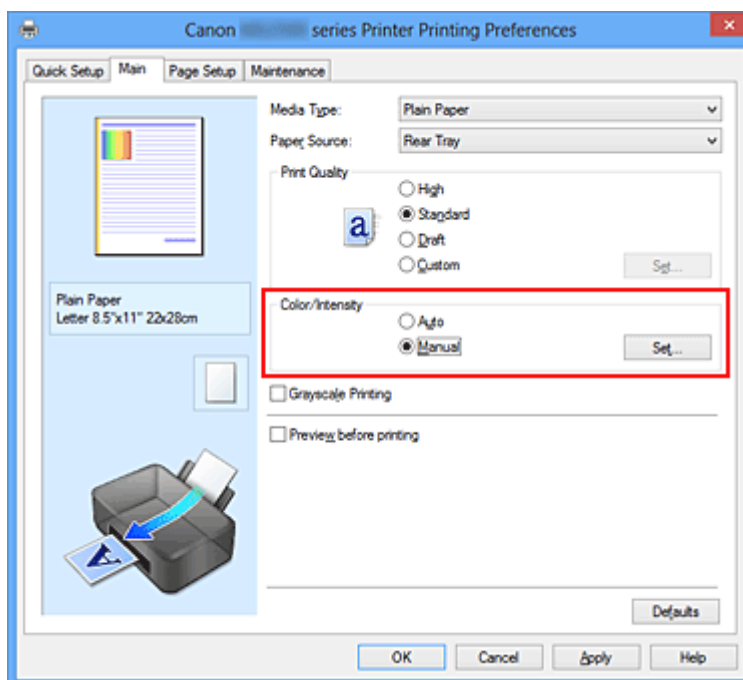 Canon series Printer Printing Preferences
Quick Setup Main Page Setup Maintenance
Media Type: Plain Paper
Paper Source: Rear Tray
Print Quality
High
Standard
Draft
Custom Set...
a
Plain Paper
Letter 8.5"x11" 22x28cm
Color/Intensity
Auto
Manual Set...
Grayscale Printing
Preview before printing
A
Defaults
OK Cancel Apply Help